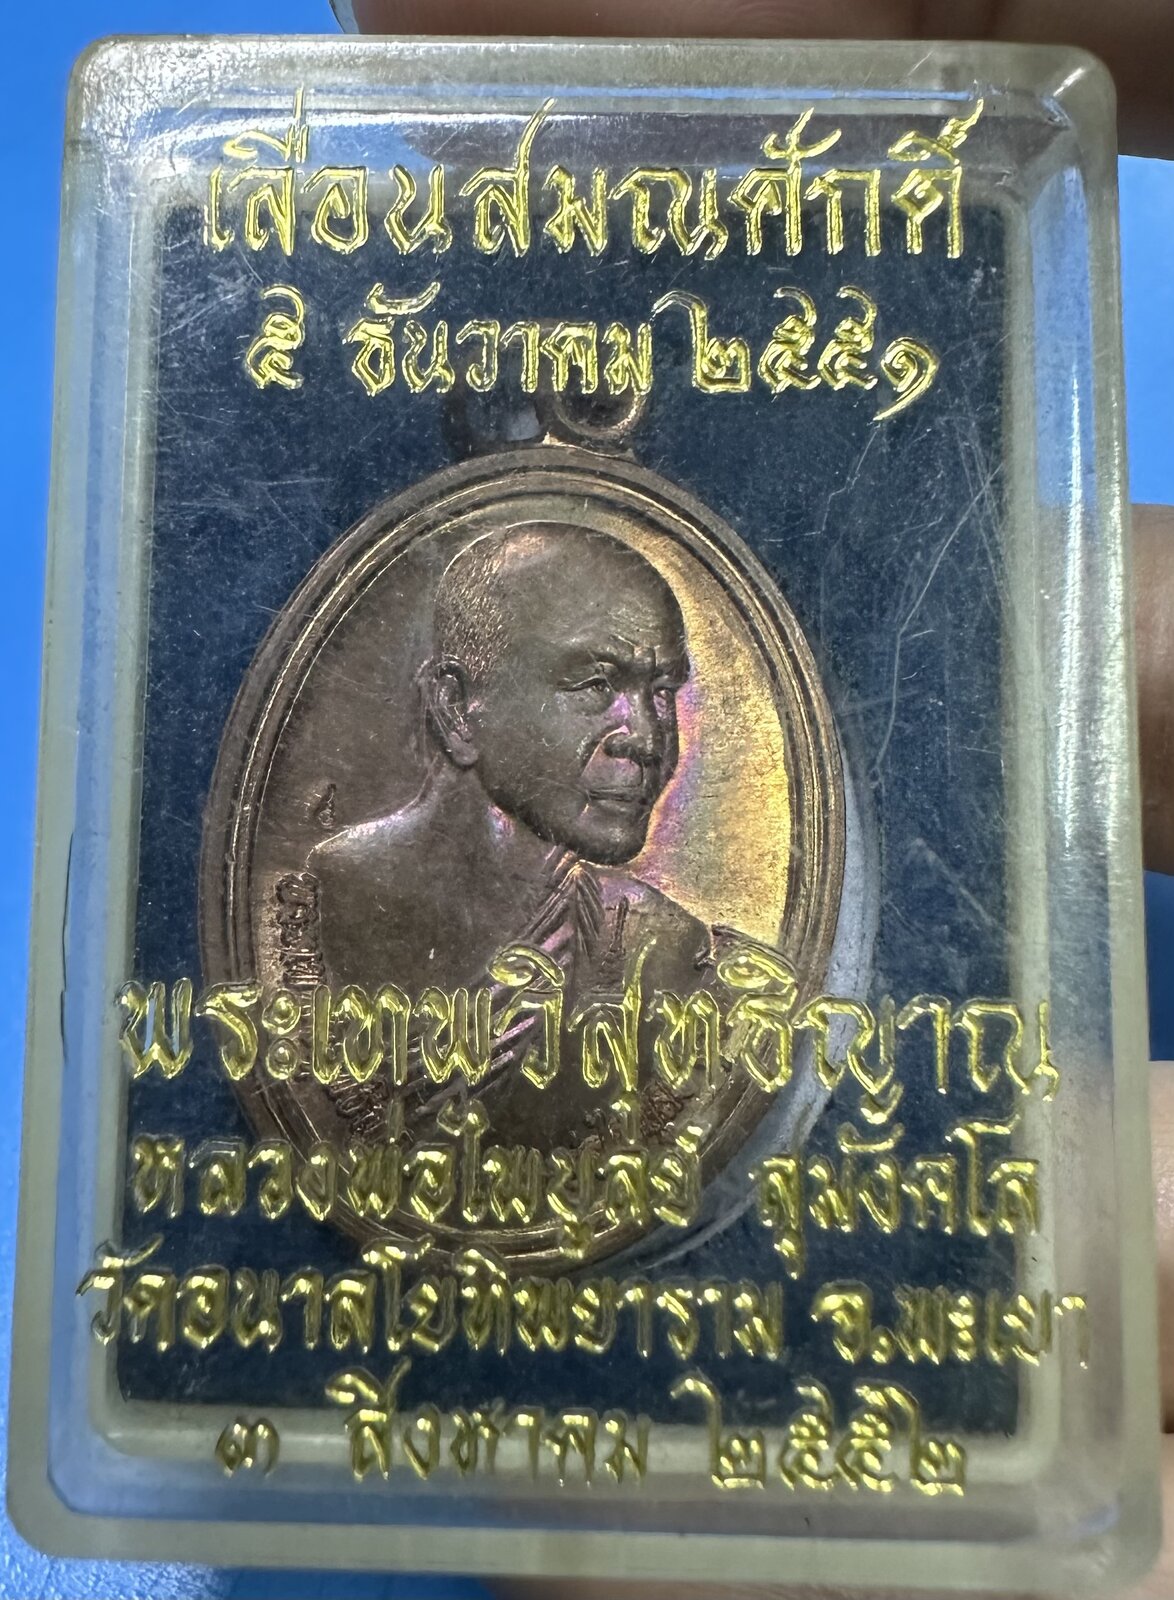 เลื่อนสมณศักดิ์
๕ ธันวาคม ๒๕๕๑
พระเทพวิสุทธิญาณ
หลวงพ่อไพบูลย์ สุมังคโล
วัดอนาลโยทิพยาราม จ.พะเยา
๓ สิงหาคม ๒๕๕๒